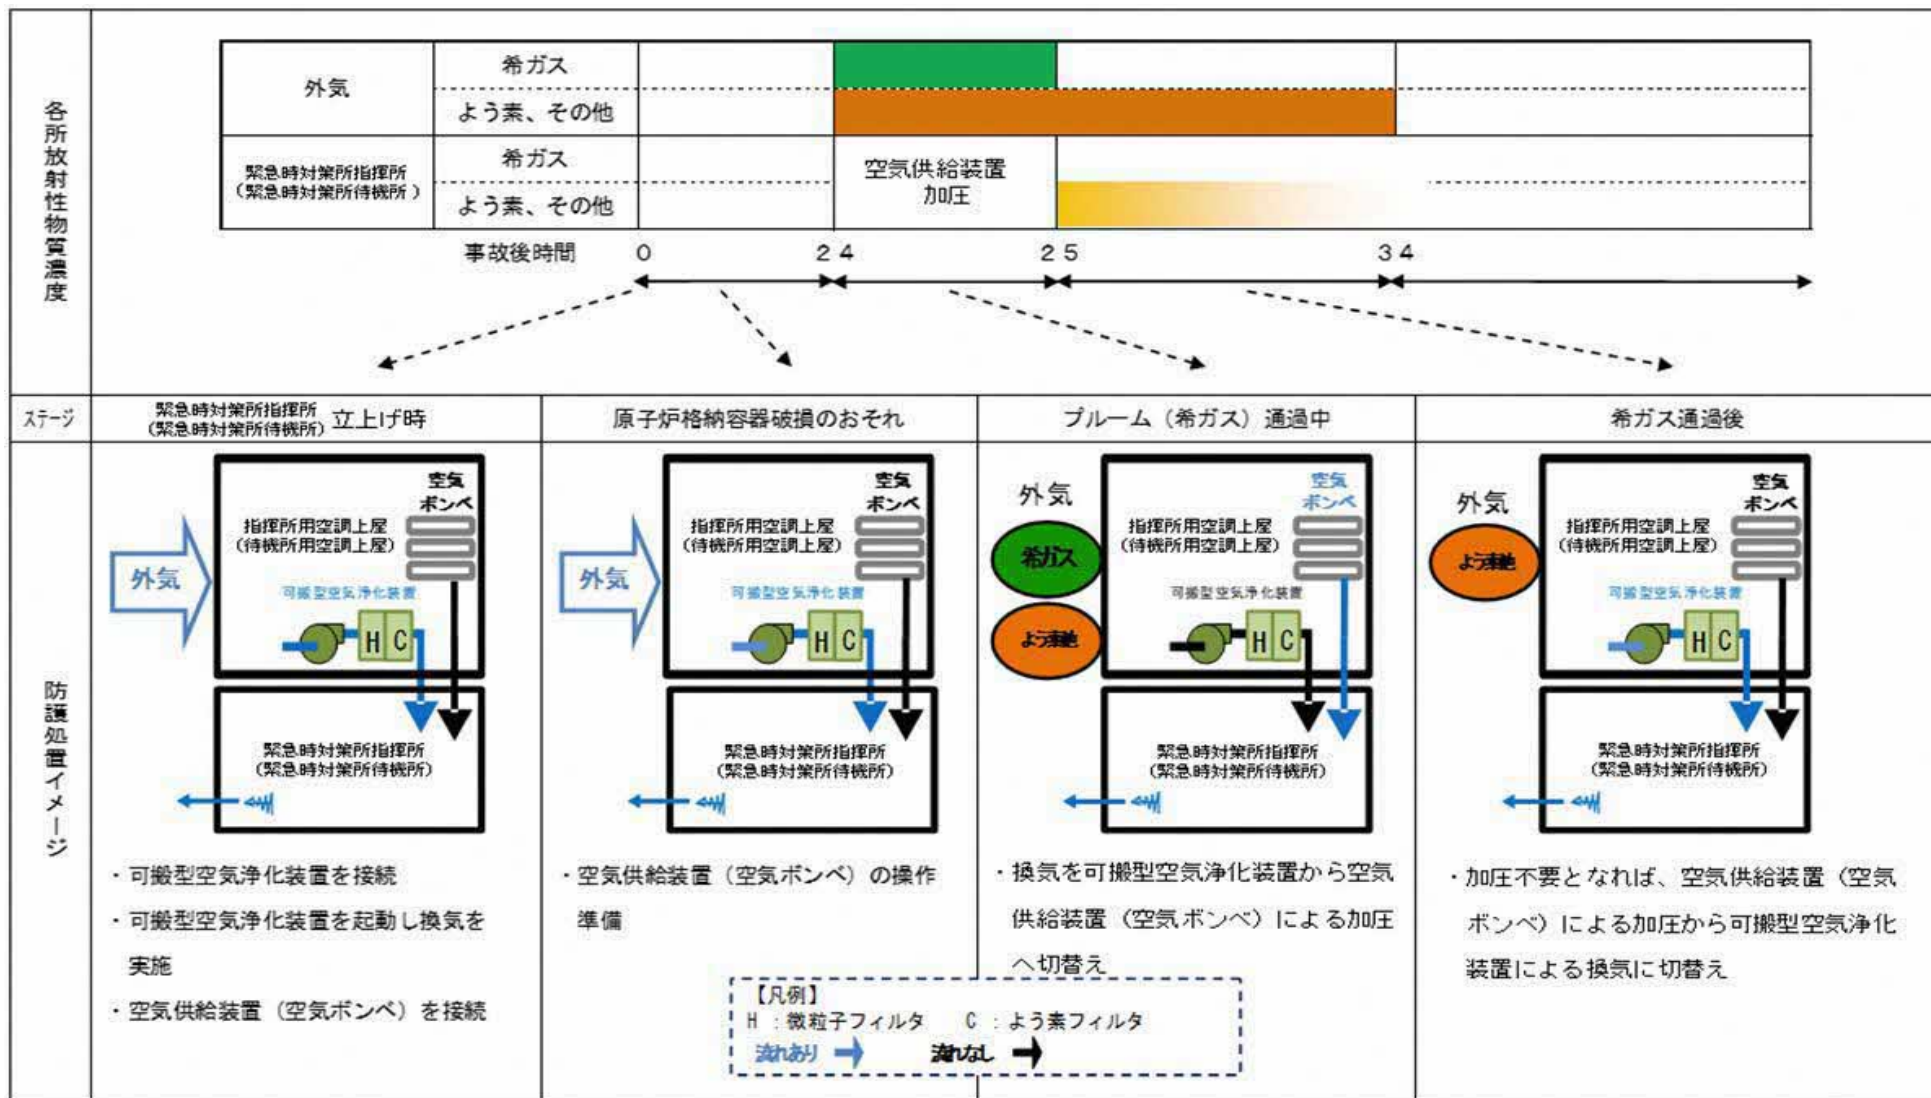 各所放射性物質濃度
外気
希ガス
よう素、その他
緊急時対策所指揮所
(緊急時対策所待機所)
希ガス
よう素、その他
空気供給装置
加圧
事故後時間
0
24
25
34
ステージ
緊急時対策所指揮所
(緊急時対策所待機所)
立上げ時
原子炉格納容器破損のおそれ
プルーム(希ガス)通過中
希ガス通過後
防護処置イメージ
外気
空気
ボンベ
指揮所用空調上屋
(待機所用空調上屋)
可搬型空気浄化装置
H C
緊急時対策所指揮所
(緊急時対策所待機所)
・可搬型空気浄化装置を接続
・可搬型空気浄化装置を起動し換気を
実施
・空気供給装置(空気ボンベ)を接続
外気
空気
ボンベ
指揮所用空調上屋
(待機所用空調上屋)
可搬型空気浄化装置
H C
緊急時対策所指揮所
(緊急時対策所待機所)
・空気供給装置(空気ボンベ)の操作
準備
外気
希ガス
よう素他
空気
ボンベ
指揮所用空調上屋
(待機所用空調上屋)
可搬型空気浄化装置
H C
緊急時対策所指揮所
(緊急時対策所待機所)
・換気を可搬型空気浄化装置から空気
供給装置(空気ボンベ)による加圧
へ切替え
外気
よう素他
空気
ボンベ
指揮所用空調上屋
(待機所用空調上屋)
可搬型空気浄化装置
H C
緊急時対策所指揮所
(緊急時対策所待機所)
・加圧不要となれば、空気供給装置(空気
ボンベ)による加圧から可搬型空気浄化
装置による換気に切替え
【凡例】
H:微粒子フィルタ C:よう素フィルタ
流れあり 流れなし